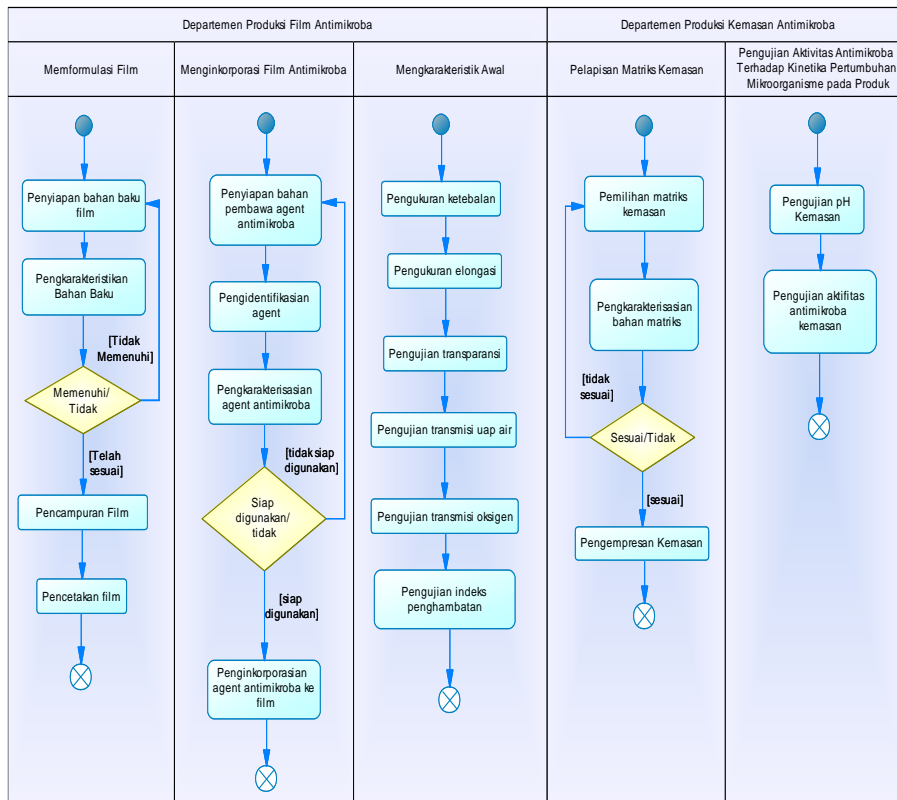 Departemen Produksi Film Antimikroba
Departemen Produksi Kemasan Antimikroba
Memformulasi Film
Menginkorporasi Film Antimikroba
Mengkarakteristik Awal
Pelapisan Matriks Kemasan
Pengujian Aktivitas Antimikroba
Terhadap Kinetika Pertumbuhan
Mikroorganisme pada Produk
Penyiapan bahan baku
film
Pengkarakteristikan
Bahan Baku
[Tidak
Memenuhi]
Memenuhi/
Tidak
[Telah
sesuai]
Pencampuran Film
Pencetakan film
Penyiapan bahan
pembawa agent
antimikroba
Pengidentifkasian
agent
Pengkarakterisasian
agent antimikroba
[tidak siap
digunakan]
Siap
digunakan/
tidak
[siap
digunakan]
Penginkorporasian
agent antimikroba ke
film
Pengukuran ketebalan
Pengukuran elongasi
Pengujian transparansi
Pengujian transmisi uap air
Pengujian transmisi oksigen
Pengujian indeks
penghambatan
Pemilihan matriks
kemasan
Pengkarakterisasian
bahan matriks
[tidak
sesuai]
Sesuai/Tidak
[sesuai]
Pengempresan Kemasan
Pengujian pH
Kemasan
Pengujian aktifitas
antimikroba
kemasan